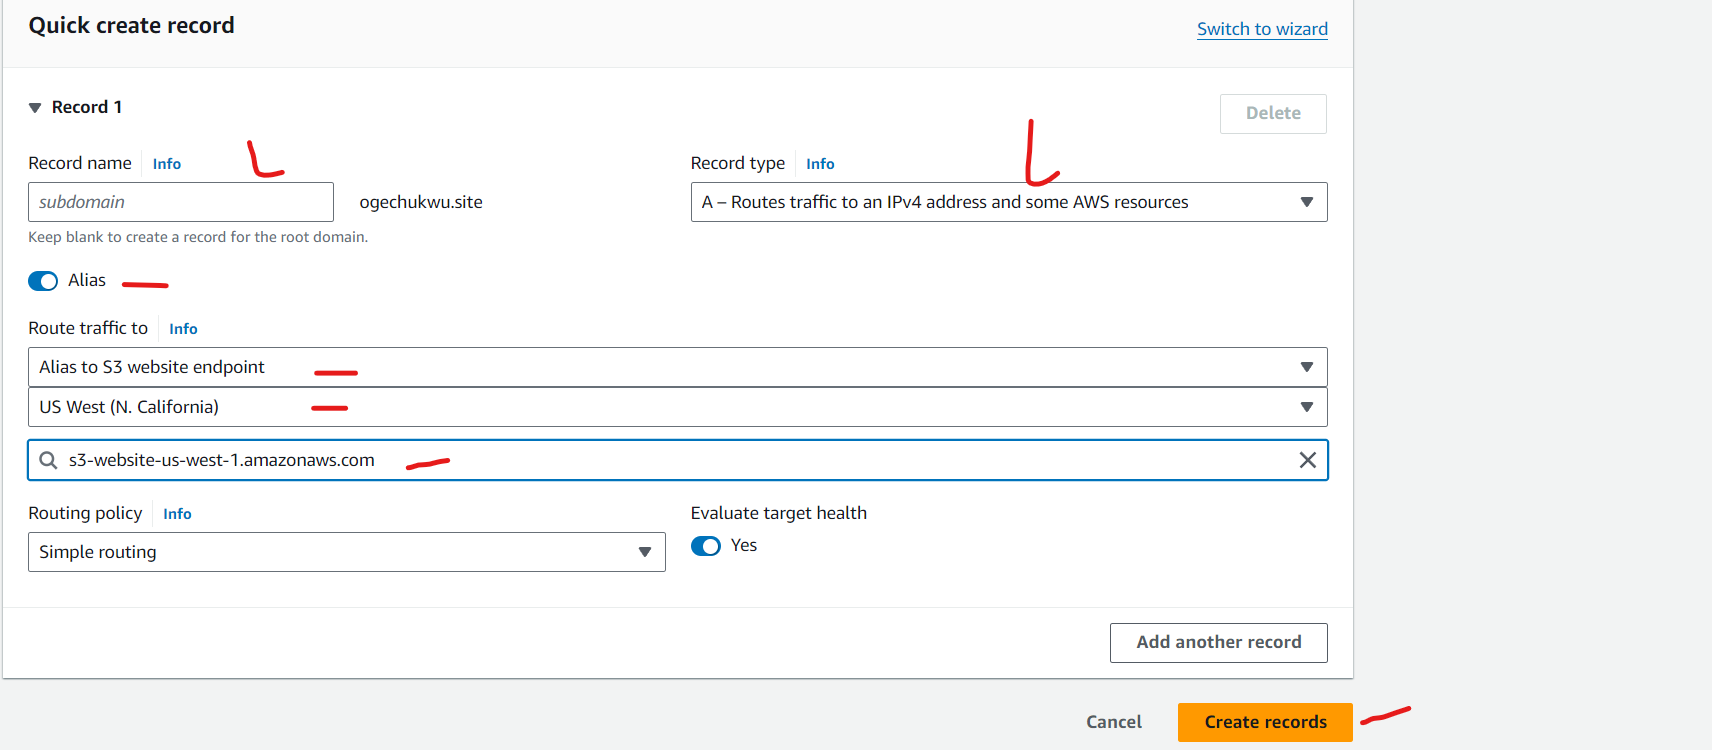 Quick create record
Switch to wizard
Record 1
Delete
Record name Info
Record type Info
subdomain
ogechukwu.site
A – Routes traffic to an IPv4 address and some AWS resources
Keep blank to create a record for the root domain.
Alias
Route traffic to Info
Alias to S3 website endpoint
US West (N. California)
s3-website-us-west-1.amazonaws.com
Routing policy Info
Evaluate target health
Simple routing
Yes
Add another record
Cancel
Create records